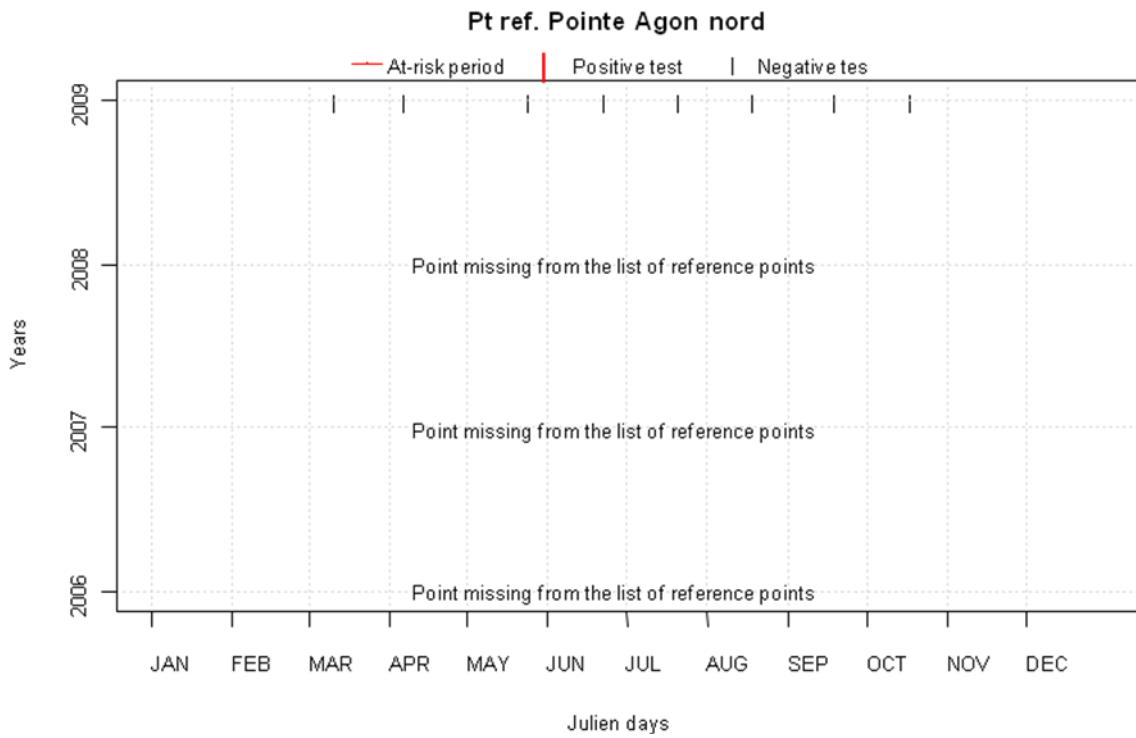 Pt ref. Pointe Agon nord
At-risk period Positive test Negative tes
2009
2008
Point missing from the list of reference points
2007
Point missing from the list of reference points
2006
Point missing from the list of reference points
Years
JAN FEB MAR APR MAY JUN JUL AUG SEP OCT NOV DEC
Julien days